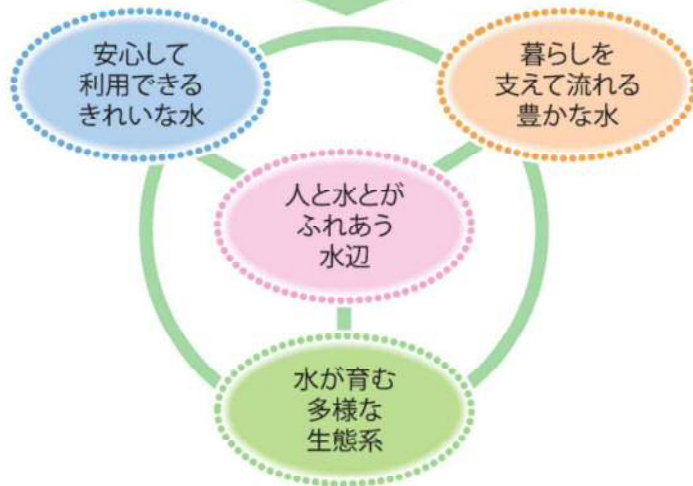 安心して
利用できる
きれいな水
暮らしを
支えて流れる
豊かな水
人と水とが
ふれあう
水辺
水が育む
多様な
生態系